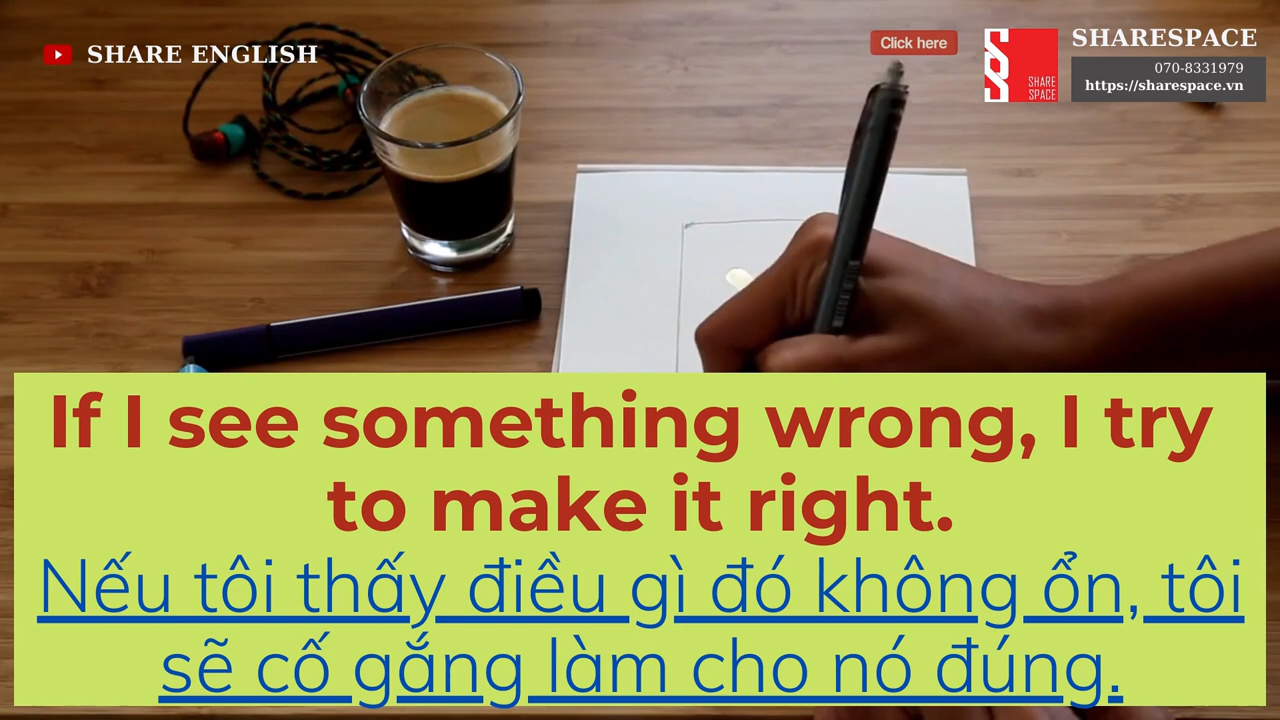 SHARE ENGLISH
Click here
SHARE
SPACE
SHARESPACE
070-8331979
https://sharespace.vn
If I see something wrong, I try
to make it right.
Nếu tôi thấy điều gì đó không ổn, tôi
sẽ cố gắng làm cho nó đúng.